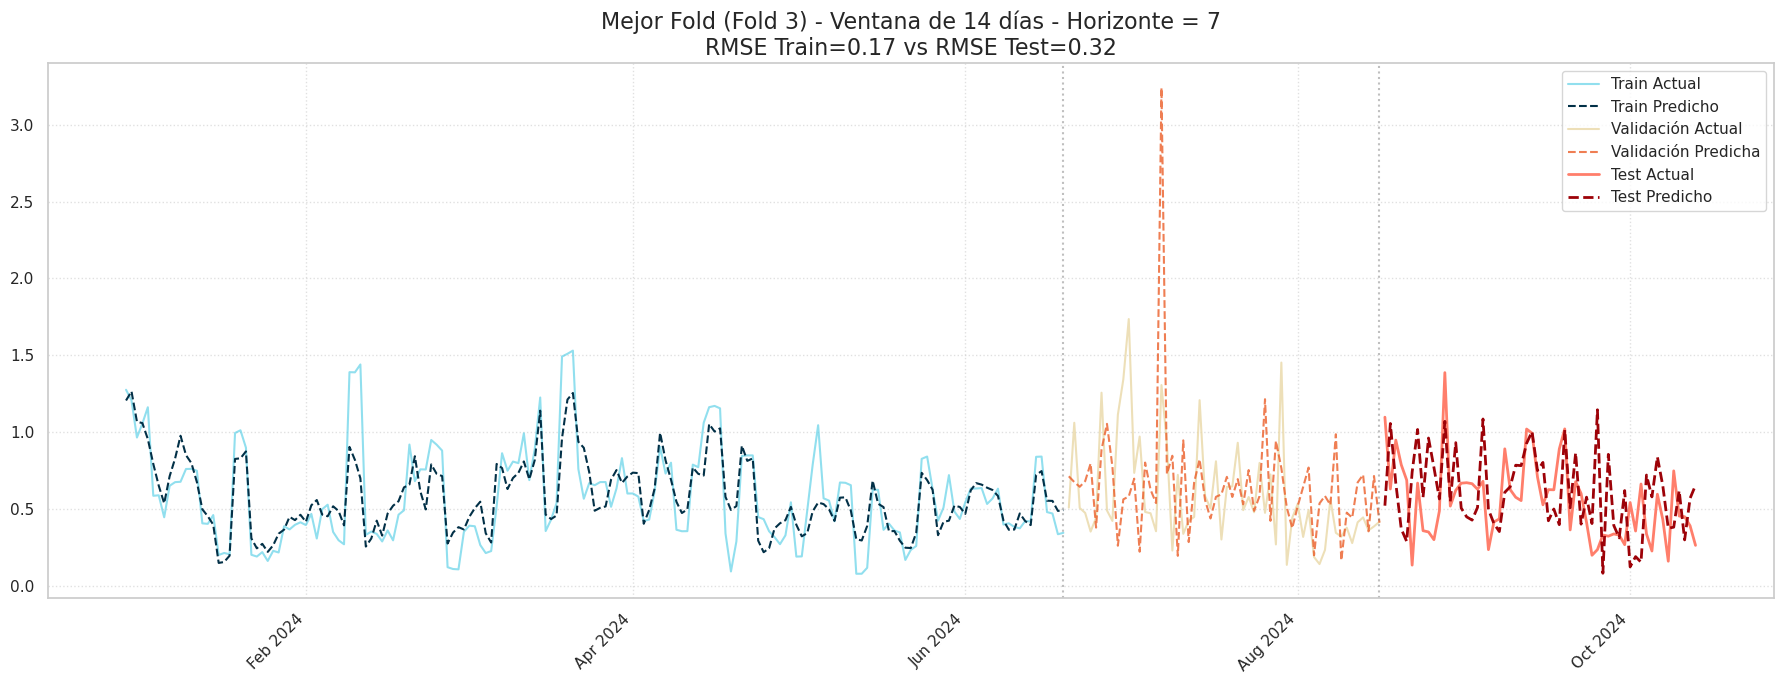 Mejor Fold (Fold 3) - Ventana de 14 días - Horizonte = 7
RMSE Train=0.17 vs RMSE Test=0.32
Train Actual
Train Predicho
Validación Actual
Validación Predicha
Test Actual
Test Predicho
3.0
2.5
2.0
1.5
1.0
0.5
0.0
Feb 2024
Apr 2024
Jun 2024
Aug 2024
Oct 2024